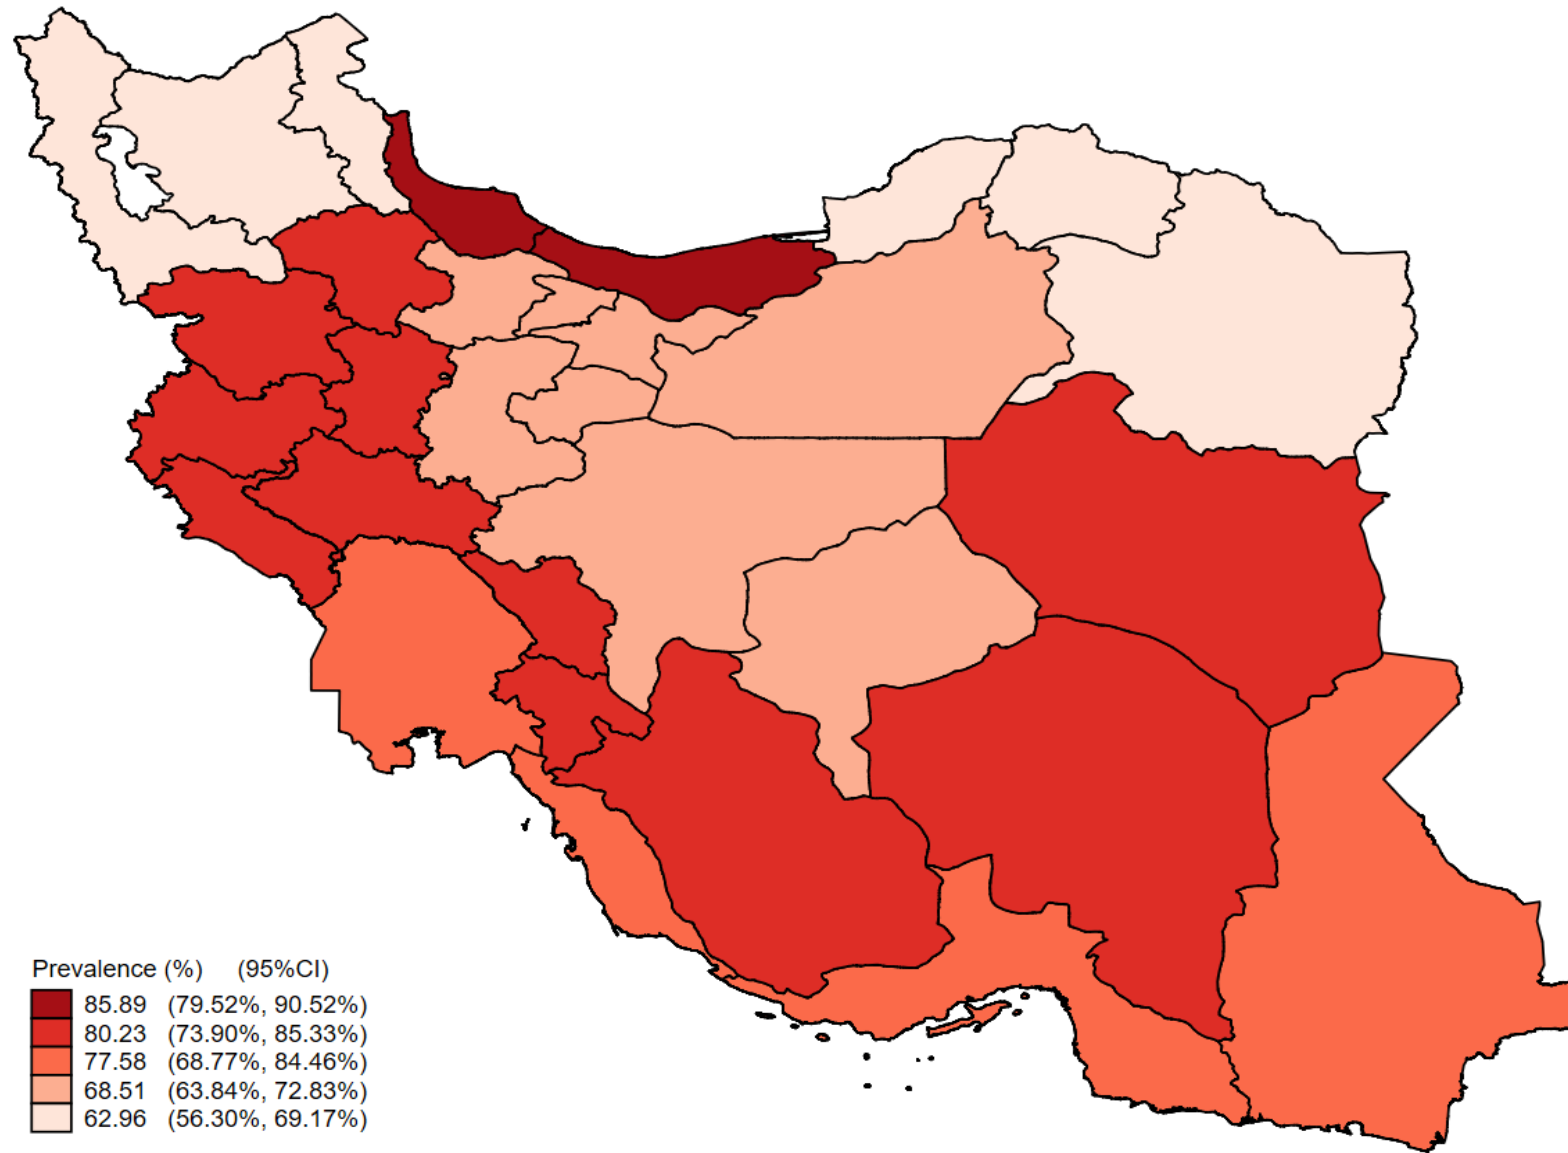 Prevalence (%) (95%CI)
85.89 (79.52%, 90.52%)
80.23 (73.90%, 85.33%)
77.58 (68.77%, 84.46%)
68.51 (63.84%, 72.83%)
62.96 (56.30%, 69.17%)